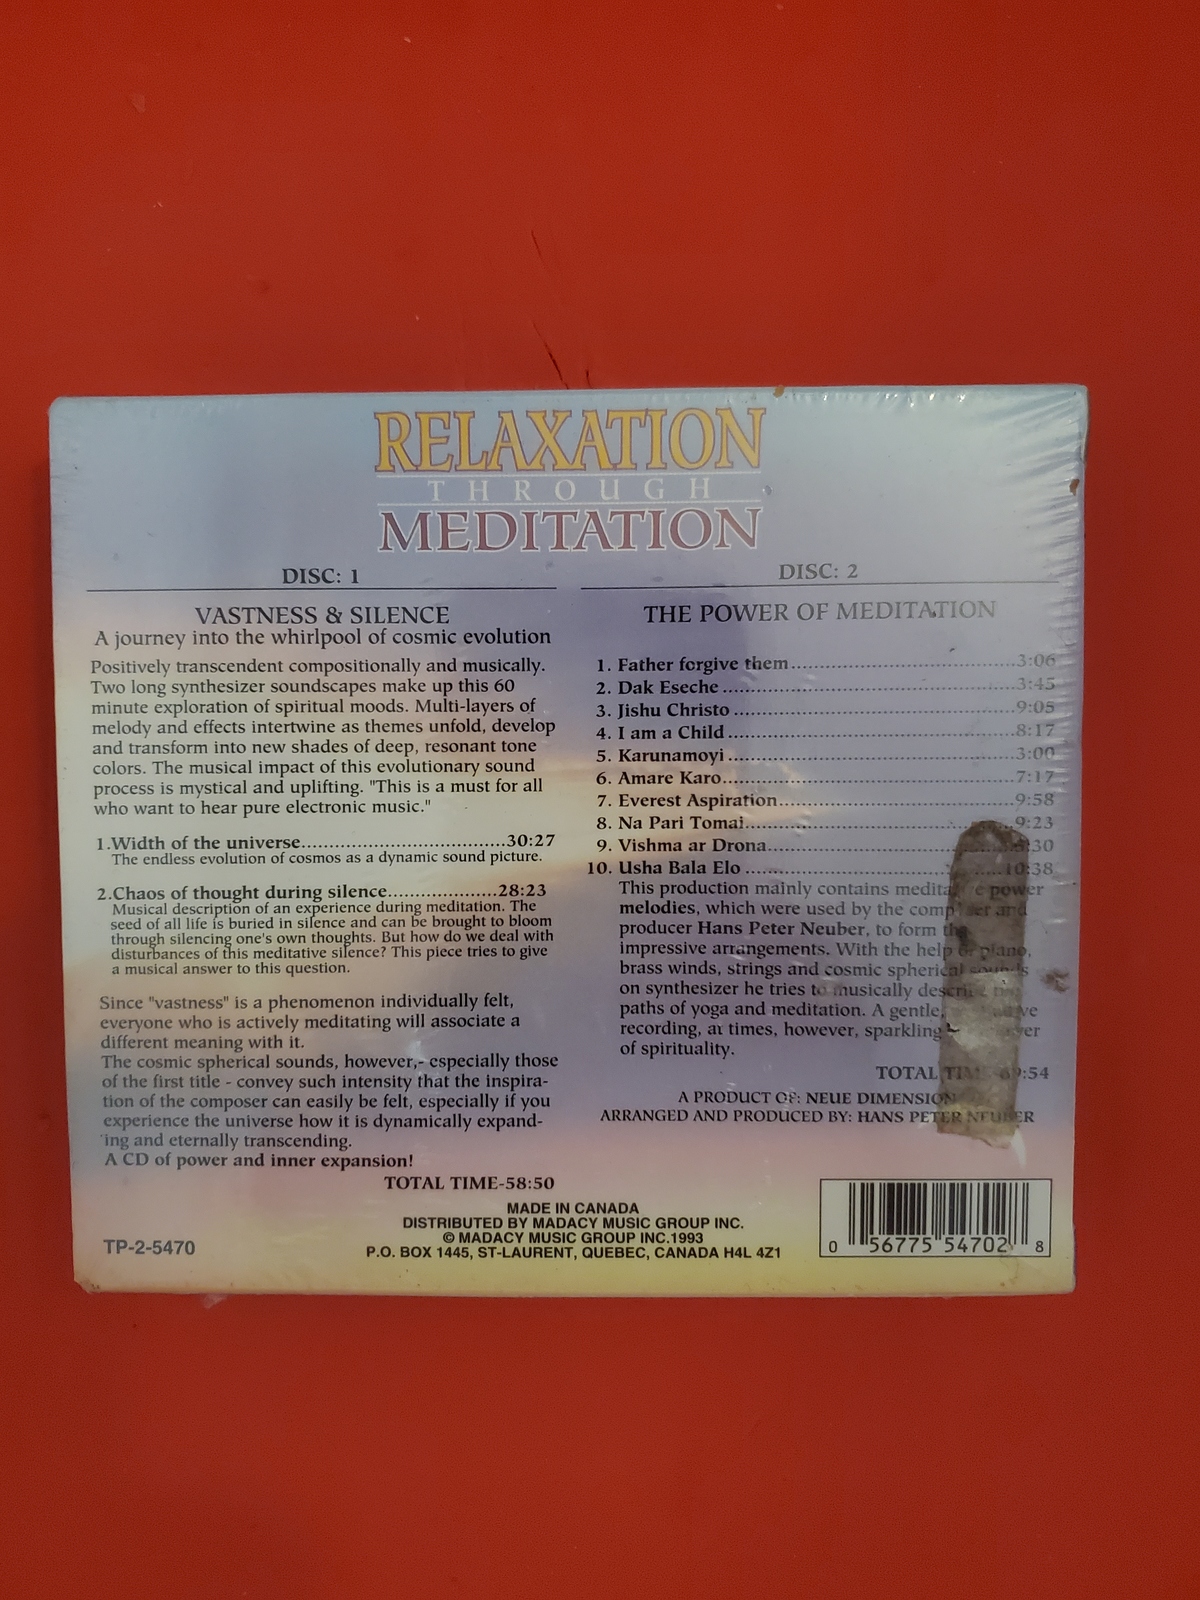 RELAXATION
THROUGH
MEDITATION
DISC: 1
VASTNESS & SILENCE
A journey into the whirlpool of cosmic evolution
Positively transcendent compositionally and musically.
Two long synthesizer soundscapes make up this 60
minute exploration of spiritual moods. Multi-layers of
melody and effects intertwine as themes unfold, develop
and transform into new shades of deep, resonant tone
colors. The musical impact of this evolutionary sound
process is mystical and uplifting. "This is a must for all
who want to hear pure electronic music."
1.Width of the universe....................................30:27
The endless evolution of cosmos as a dynamic sound picture.
2.Chaos of thought during silence....................28:23
Musical description of an experience during meditation. The
seed of all life is buried in silence and can be brought to bloom
through silencing one's own thoughts. But how do we deal with
disturbances of this meditative silence? This piece tries to give
a musical answer to this question.
Since "vastness" is a phenomenon individually felt,
everyone who is actively meditating will associate a
different meaning with it.
The cosmic spherical sounds, however,- especially those
of the first title - convey such intensity that the inspira-
tion of the composer can easily be felt, especially if you
experience the universe how it is dynamically expand-
ing and eternally transcending.
A CD of power and inner expansion!
TOTAL TIME-58:50
DISC: 2
THE POWER OF MEDITATION
1. Father forgive them........................................3:06
2. Dak Eseche....................................................3:45
3. Jishu Christo..................................................9:05
4. I am a Child...................................................8:17
5. Karunamoyi...................................................3:00
6. Amare Karo....................................................7:17
7. Everest Aspiration..........................................9:58
8. Na Pari Tomai................................................9:23
9. Vishma ar Drona............................................:30
10. Usha Bala Elo................................................10:38
This production mainly contains power
melodies, which were used by the and
producer Hans Peter Neuber, to form
impressive arrangements. With the help piano,
brass winds, strings and cosmic spherical sounds
on synthesizer he tries to musically
paths of yoga and meditation. A gentle,
recording, at times, however, sparkling
of spirituality.
TOTAL TIME-69:54
A PRODUCT OF: NEUE DIMENSION
ARRANGED AND PRODUCED BY: HANS PETER NEUBER
MADE IN CANADA
DISTRIBUTED BY MADACY MUSIC GROUP INC.
© MADACY MUSIC GROUP INC.1993
P.O. BOX 1445, ST-LAURENT, QUEBEC, CANADA H4L 4Z1
TP-2-5470
0 56775 54702 8